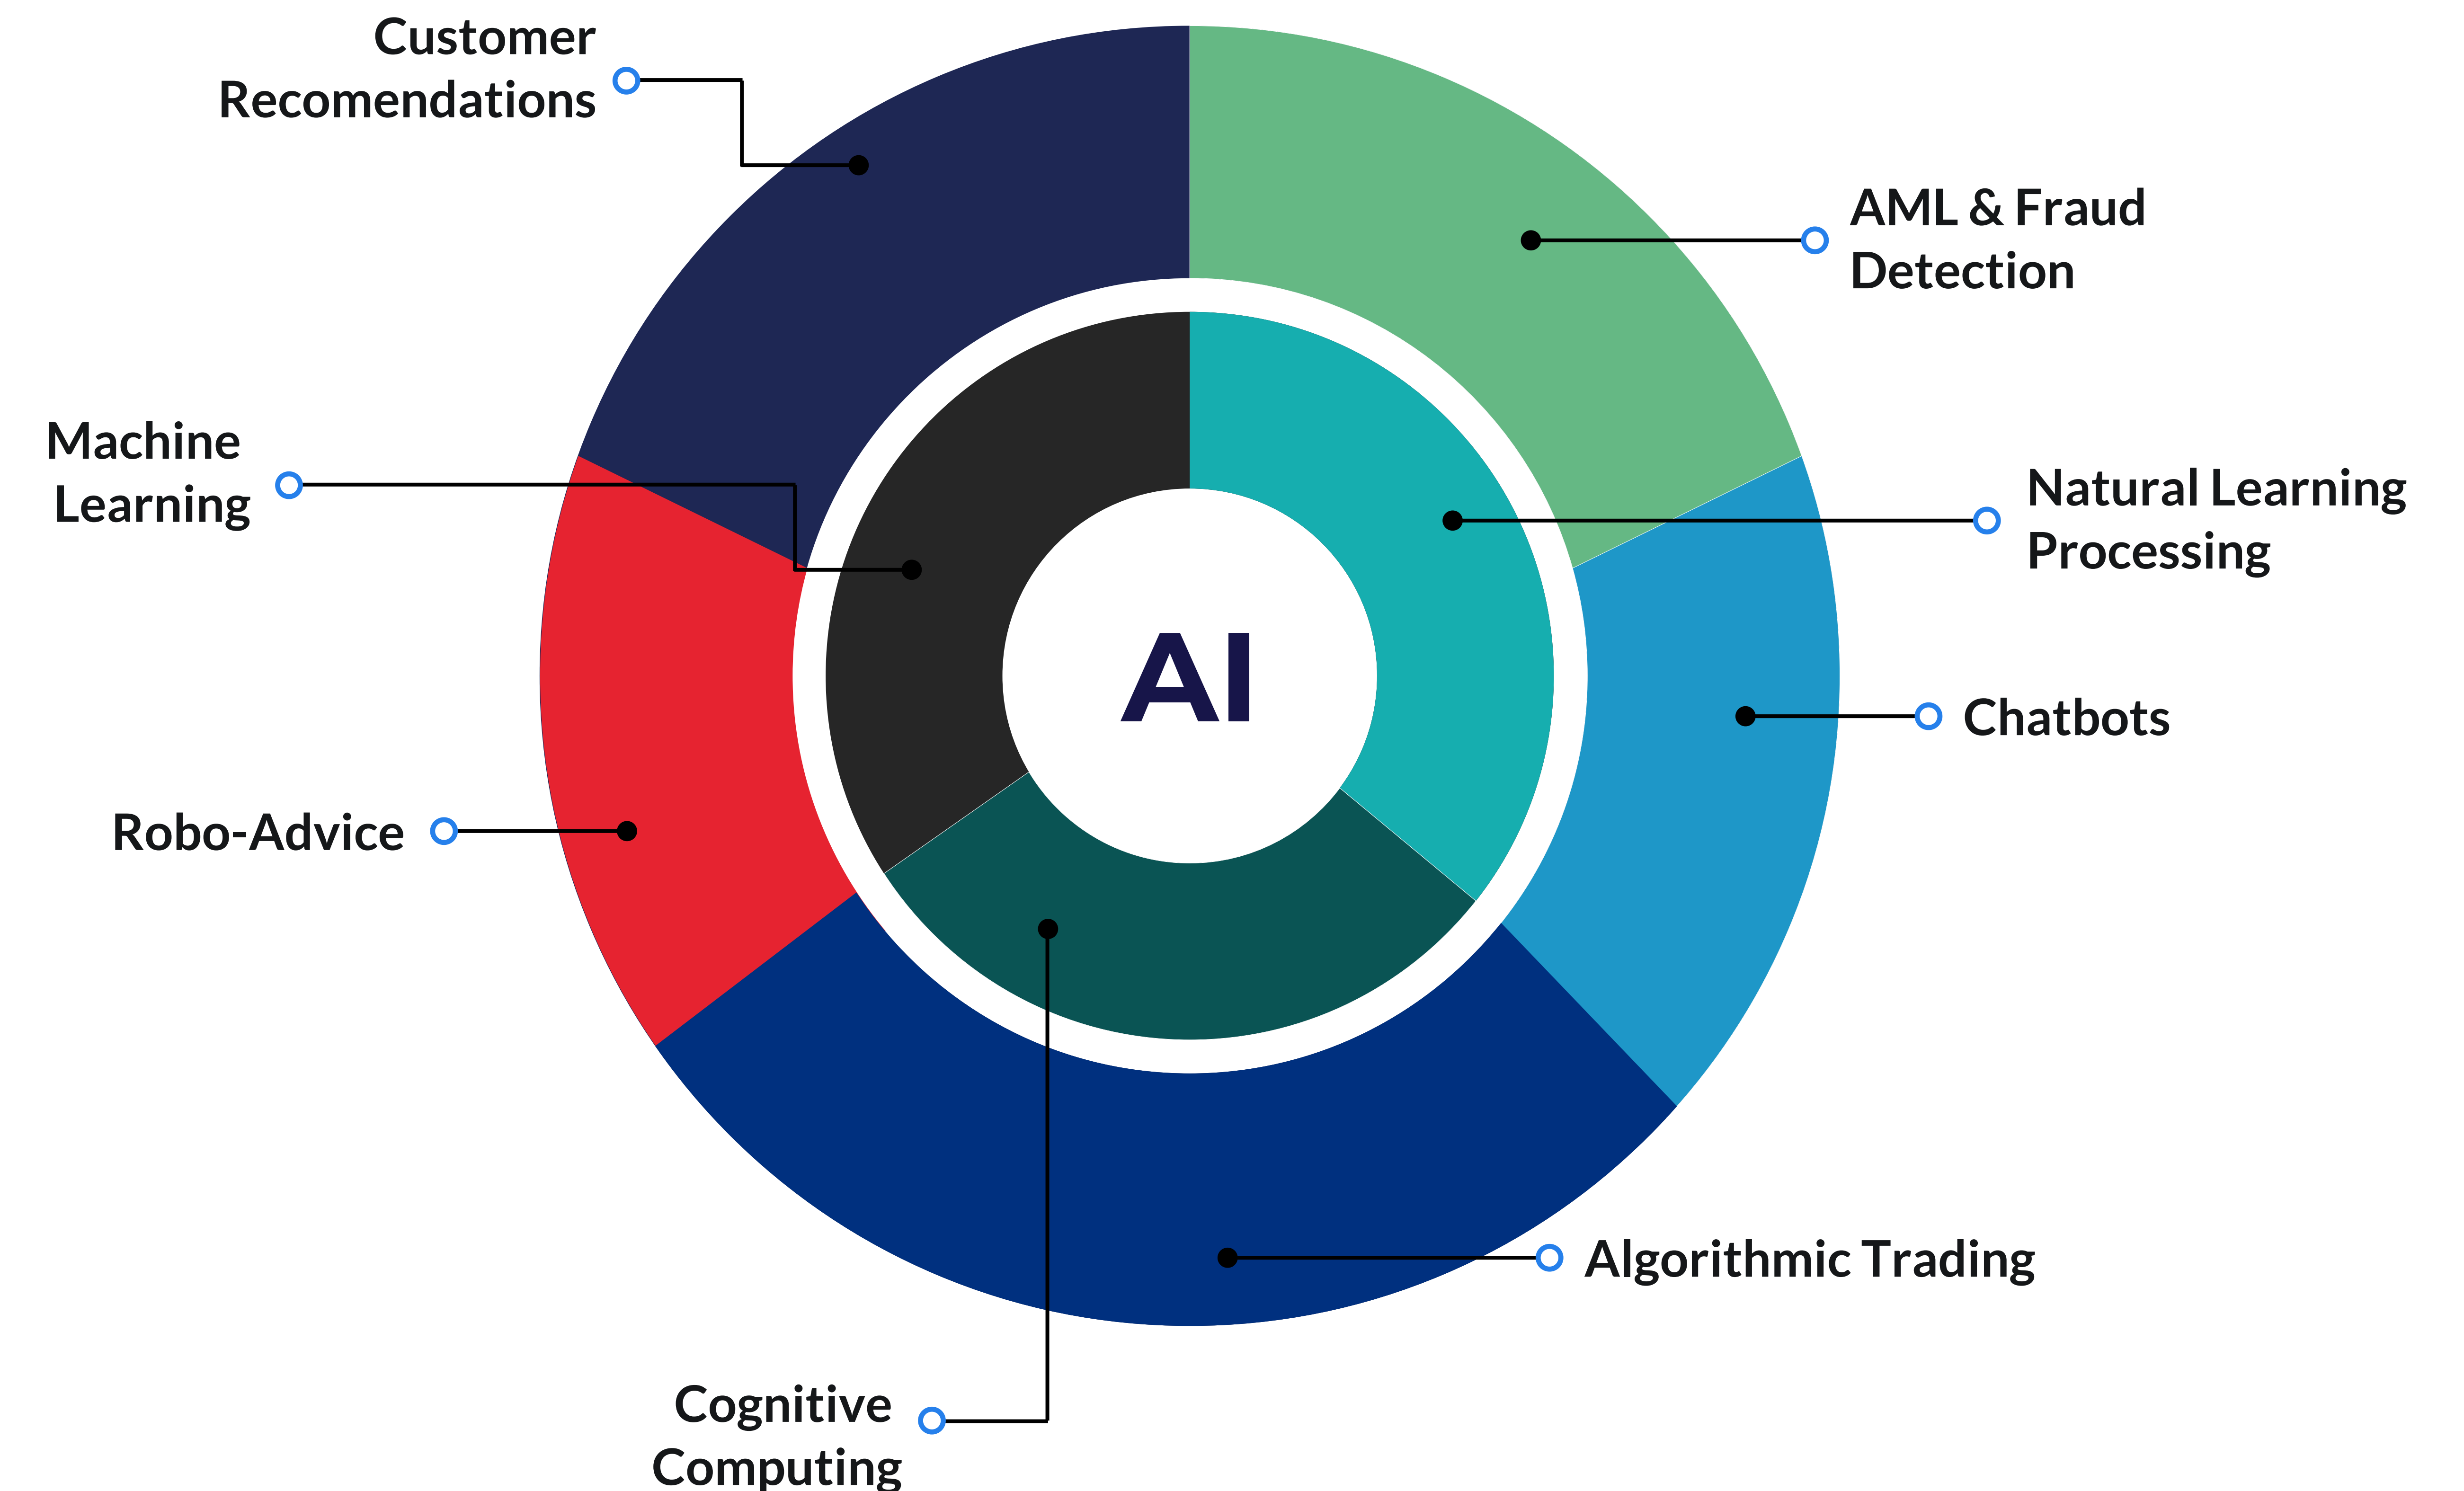 Customer
Recomendations
AML & Fraud
Detection
Machine
Learning
Natural Learning
Processing
AI
Chatbots
Robo-Advice
Algorithmic Trading
Cognitive
Computing